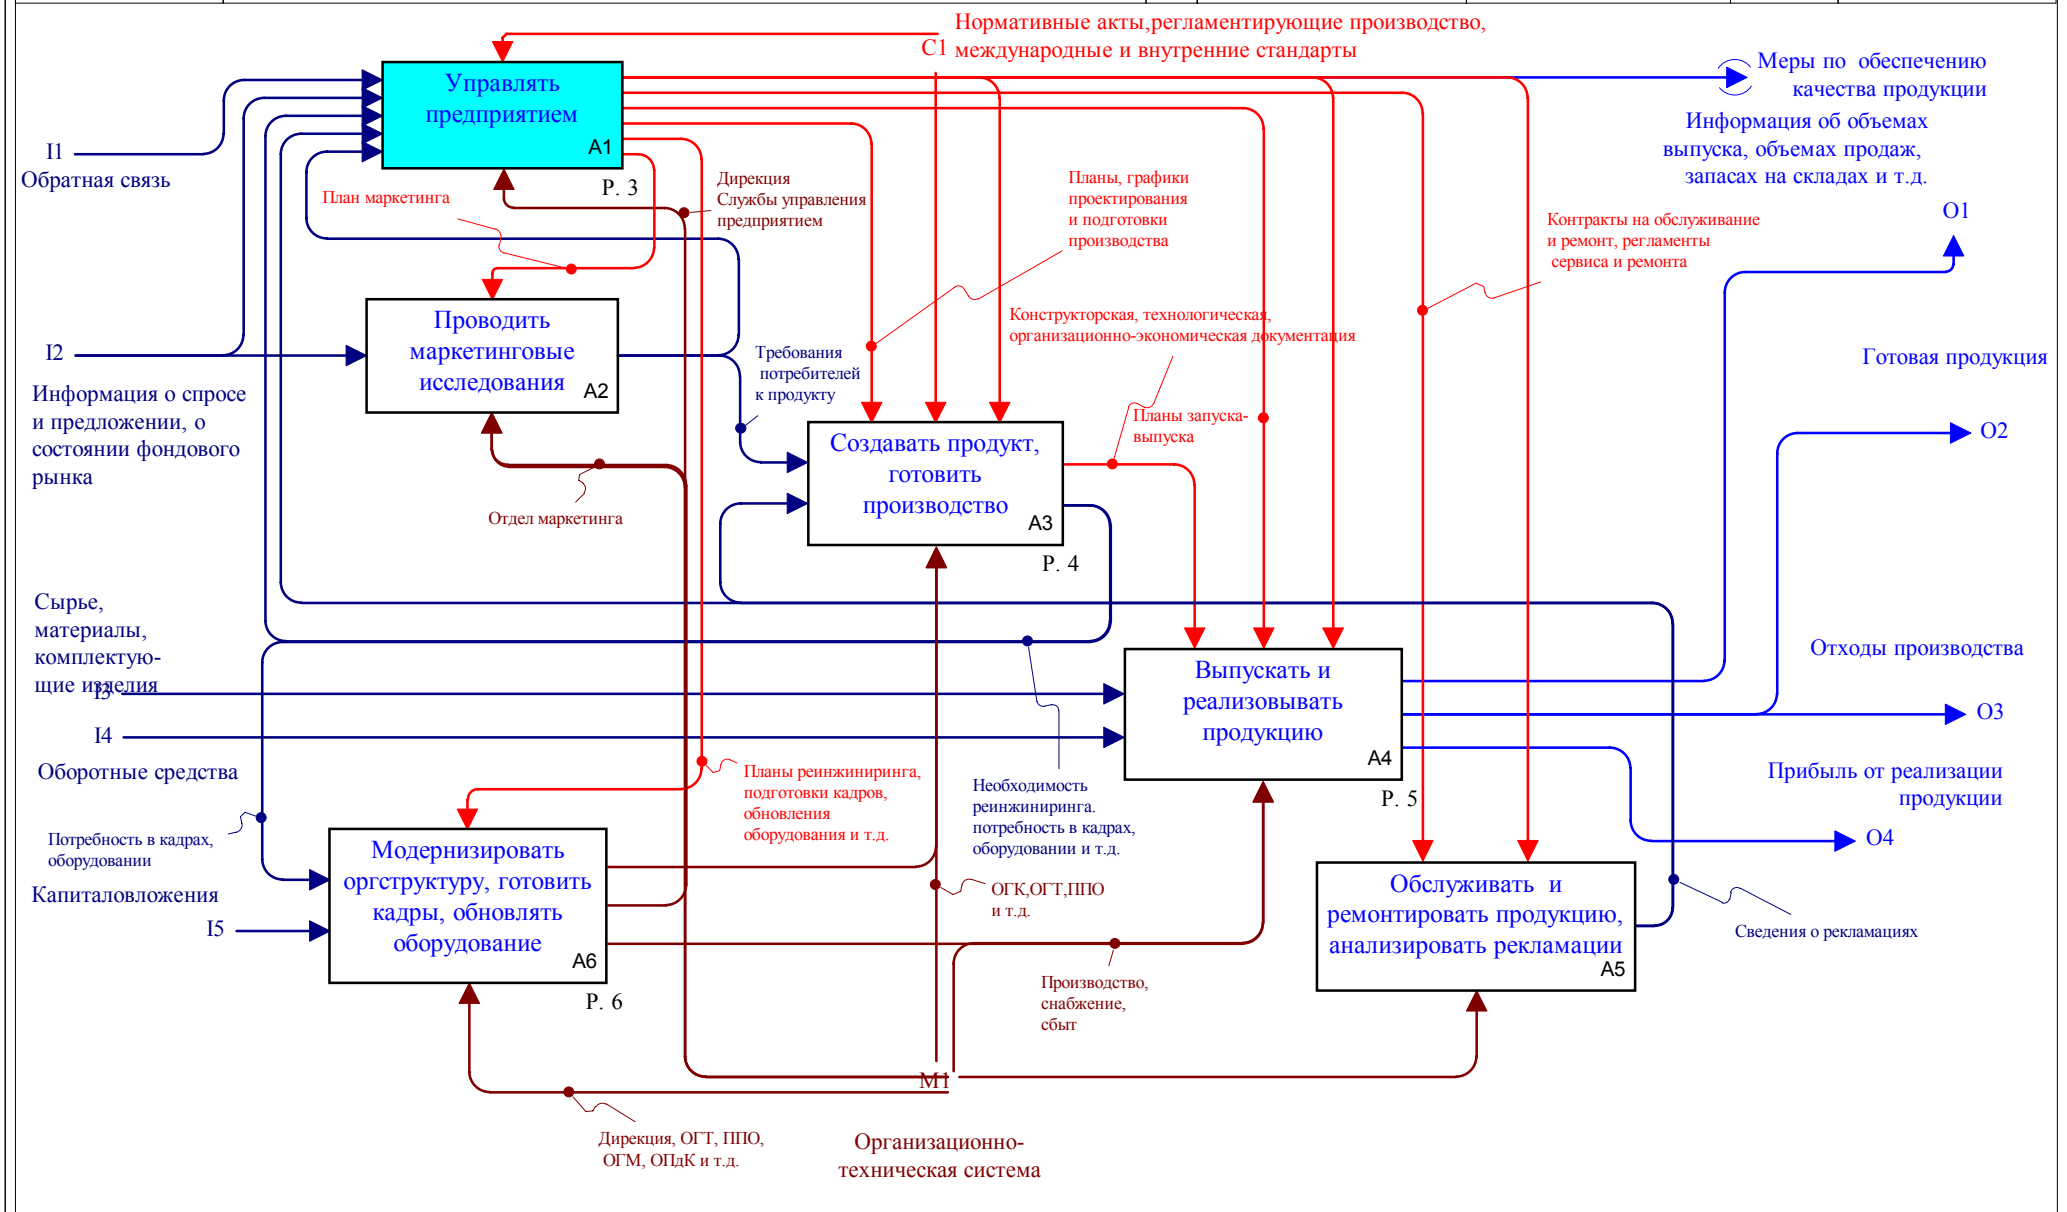 Нормативные акты,регламентирующие производство,
C1 международные и внутренние стандарты
Управлять
предприятием
A1
P. 3
Меры по обеспечению
качества продукции
Информация об объемах
выпуска, объемах продаж,
запасах на складах и т.д.
O1
I1
Обратная связь
План маркетинга
Дирекция
Службы управления
предприятием
Планы, графики
проектирования
и подготовки
производства
Контракты на обслуживание
и ремонт, регламенты
сервиса и ремонта
I2
Информация о спросе
и предложении, о
состоянии фондового
рынка
Проводить
маркетинговые
исследования
A2
Требования
потребителей
к продукту
Конструкторская, технологическая,
организационно-экономическая документация
Готовая продукция
O2
Планы запуска-
выпуска
Создавать продукт,
готовить
производство
A3
P. 4
Отдел маркетинга
Сырье,
материалы,
комплектую-
щие изделия
I3
I4
Оборотные средства
Выпускать и
реализовывать
продукцию
A4
P. 5
Отходы производства
O3
Прибыль от реализации
продукции
O4
Потребность в кадрах,
оборудовании
Капиталовложения
I5
Планы реинжиниринга,
подготовки кадров,
обновления
оборудования и т.д.
Необходимость
реинжиниринга.
потребность в кадрах,
оборудовании и т.д.
Модернизировать
оргструктуру, готовить
кадры, обновлять
оборудование
A6
P. 6
ОГК,ОГТ,ППО
и т.д.
Обслуживать и
ремонтировать продукцию,
анализировать рекламации
A5
Сведения о рекламациях
Производство,
снабжение,
сбыт
M1
Дирекция, ОГТ, ППО,
ОГМ, ОПдК и т.д.
Организационно-
техническая система